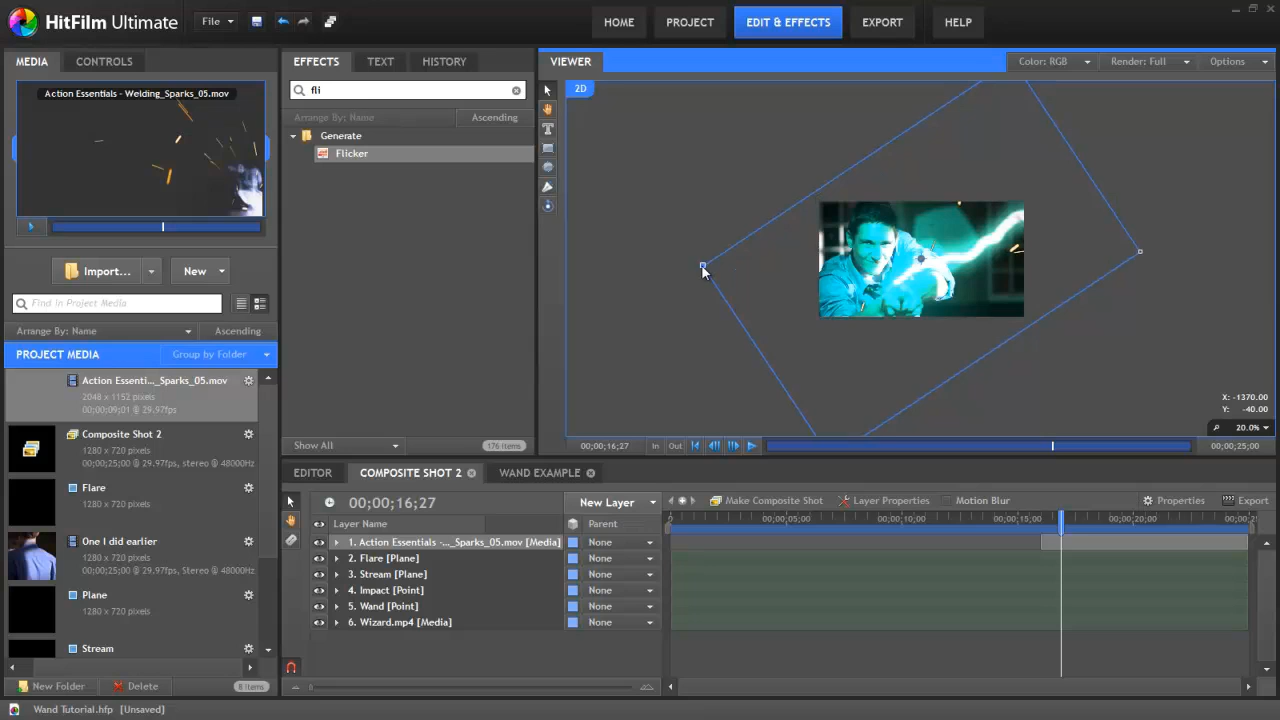 HitFilm Ultimate
File
HOME
PROJECT
EDIT & EFFECTS
EXPORT
HELP
MEDIA
CONTROLS
Action Essentials - Welding_Sparks_05.mov
Import...
New
Find in Project Media
Arrange By: Name
Ascending
PROJECT MEDIA
Group by Folder
Action Essenti..._Sparks_05.mov
2048 x 1152 pixels
00;00;09;01 @ 29.97fps
Composite Shot 2
1280 x 720 pixels
00;00;25;00 @ 29.97fps, stereo @ 48000Hz
Flare
1280 x 720 pixels
One I did earlier
1280 x 720 pixels
00;00;25;00 @ 29.97fps, Stereo @ 48000Hz
Plane
1280 x 720 pixels
Stream
New Folder
Delete
8 items
EFFECTS
TEXT
HISTORY
fli
Arrange By: Name
Ascending
Generate
Flicker
Show All
176 items
VIEWER
Color: RGB
Render: Full
Options
2D
X: -1370.00
Y: -40.00
20.0%
00;00;16;27
In
Out
00;00;25;00
EDITOR
COMPOSITE SHOT 2
WAND EXAMPLE
00;00;16;27
New Layer
Make Composite Shot
Layer Properties
Motion Blur
Properties
Export
Layer Name
Parent
0
00;00;05;00
00;00;10;00
00;00;15;00
00;00;20;00
1. Action Essentials -..._Sparks_05.mov [Media]
None
2. Flare [Plane]
None
3. Stream [Plane]
None
4. Impact [Point]
None
5. Wand [Point]
None
6. Wizard.mp4 [Media]
None
Wand Tutorial.hfp
[Unsaved]